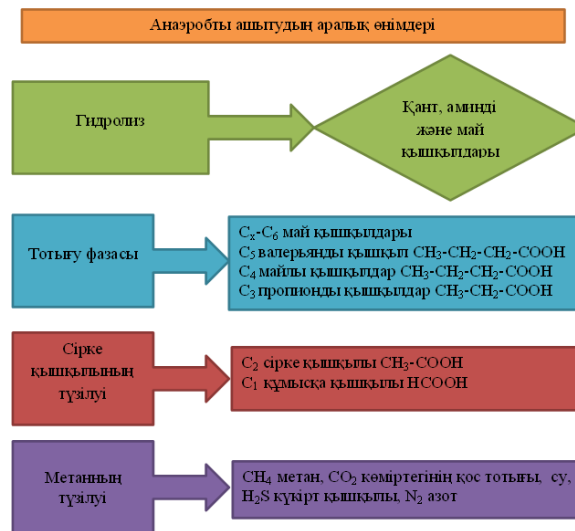 Анаэробты ашытудың аралық өнімдері
Гидролиз
Қант, аминді
және май
қышқылдары
Тотығу фазасы
Cₓ-C₆ май қышқылдары
C₅ валерьянды қышқыл CH₃-CH₂-CH₂-COOH
C₄ майлы қышқылдар CH₃-CH₂-CH₂-COOH
C₃ пропионды қышқылдар CH₃-CH₂-COOH
Сірке
қышқылының
түзілуі
C₂ сірке қышқылы CH₃-COOH
C₁ құмысқа қышқылы HCOOH
Метанның
түзілуі
CH₄ метан, CO₂ көміртегінің қос тотығы, су,
H₂S күкірт қышқылы, N₂ азот